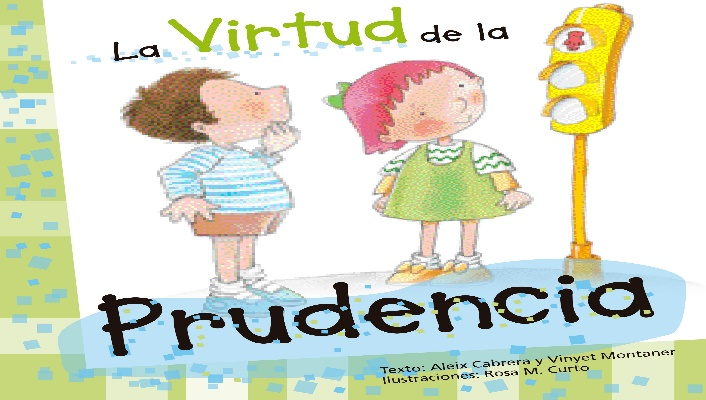 La Virtud de la
Prudencia
Texto: Aleix Cabrera y Vinyet Montaner
Ilustraciones: Rosa M. Curto